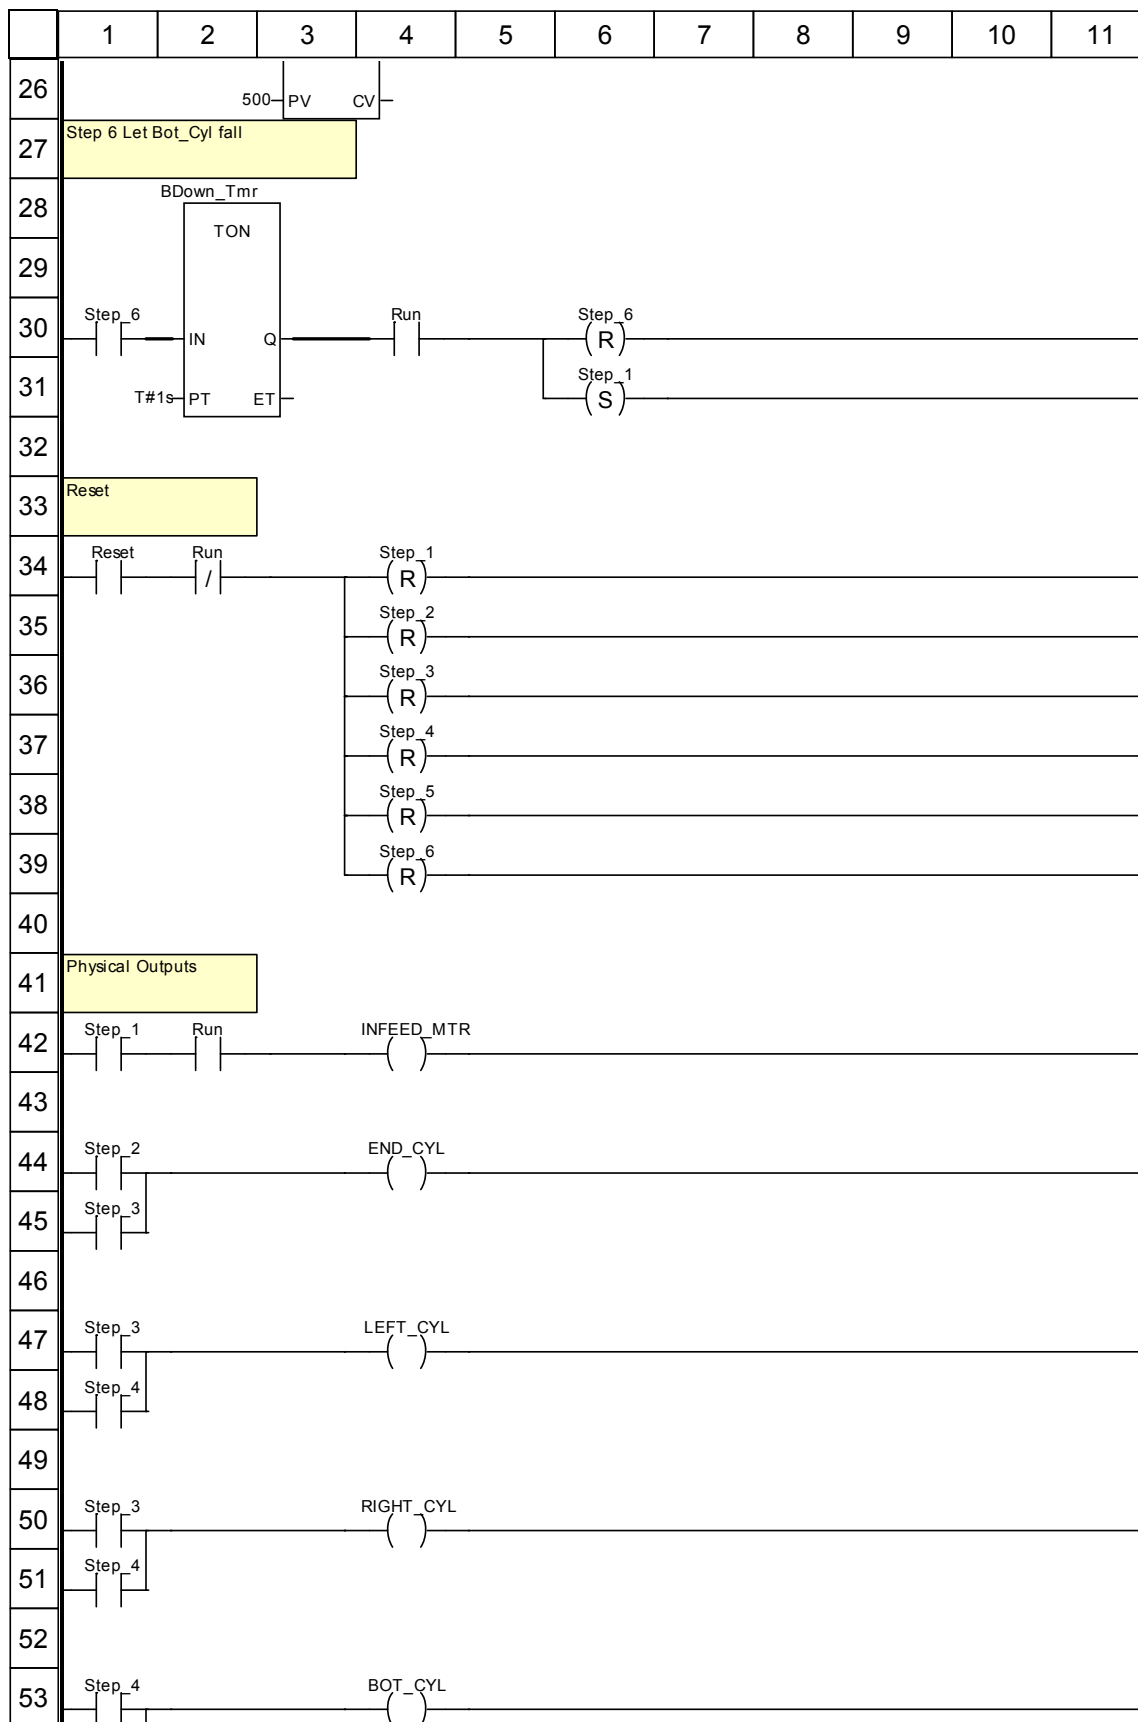 1 2 3 4 5 6 7 8 9 10 11
26
500 PV CV
27 Step 6 Let Bot_Cyl fall
BDown_Tmr
28
TON
29
Step_6 Run Step_6
30 IN Q R
Step_1
31 T#1s PT ET S
32
33 Reset
Reset Run Step_1
34 / R
Step_2
35 R
Step_3
36 R
Step_4
37 R
Step_5
38 R
Step_6
39 R
40
41 Physical Outputs
Step_1 Run INFEED_MTR
42
43
Step_2 END_CYL
44
Step_3
45
46
Step_3 LEFT_CYL
47
Step_4
48
49
Step_3 RIGHT_CYL
50
Step_4
51
52
Step_4 BOT_CYL
53